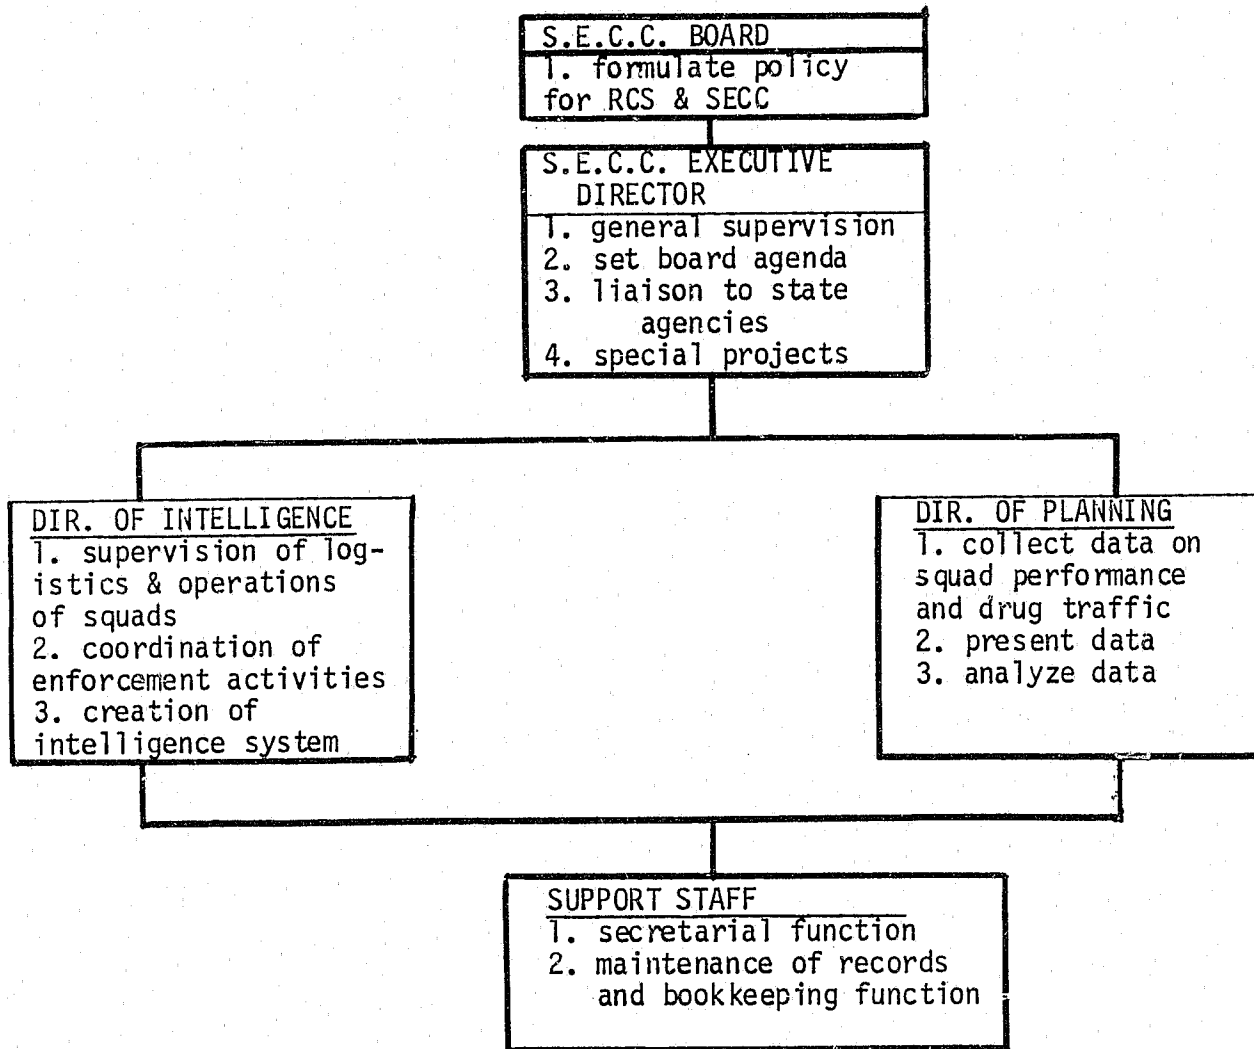 S.E.C.C. BOARD
1. formulate policy
for RCS & SECC
S.E.C.C. EXECUTIVE
DIRECTOR
1. general supervision
2. set board agenda
3. liaison to state
agencies
4. special projects
DIR. OF INTELLIGENCE
1. supervision of log-
istics & operations
of squads
2. coordination of
enforcement activities
3. creation of
intelligence system
DIR. OF PLANNING
1. collect data on
squad performance
and drug traffic
2. present data
3. analyze data
SUPPORT STAFF
1. secretarial function
2. maintenance of records
and bookkeeping function